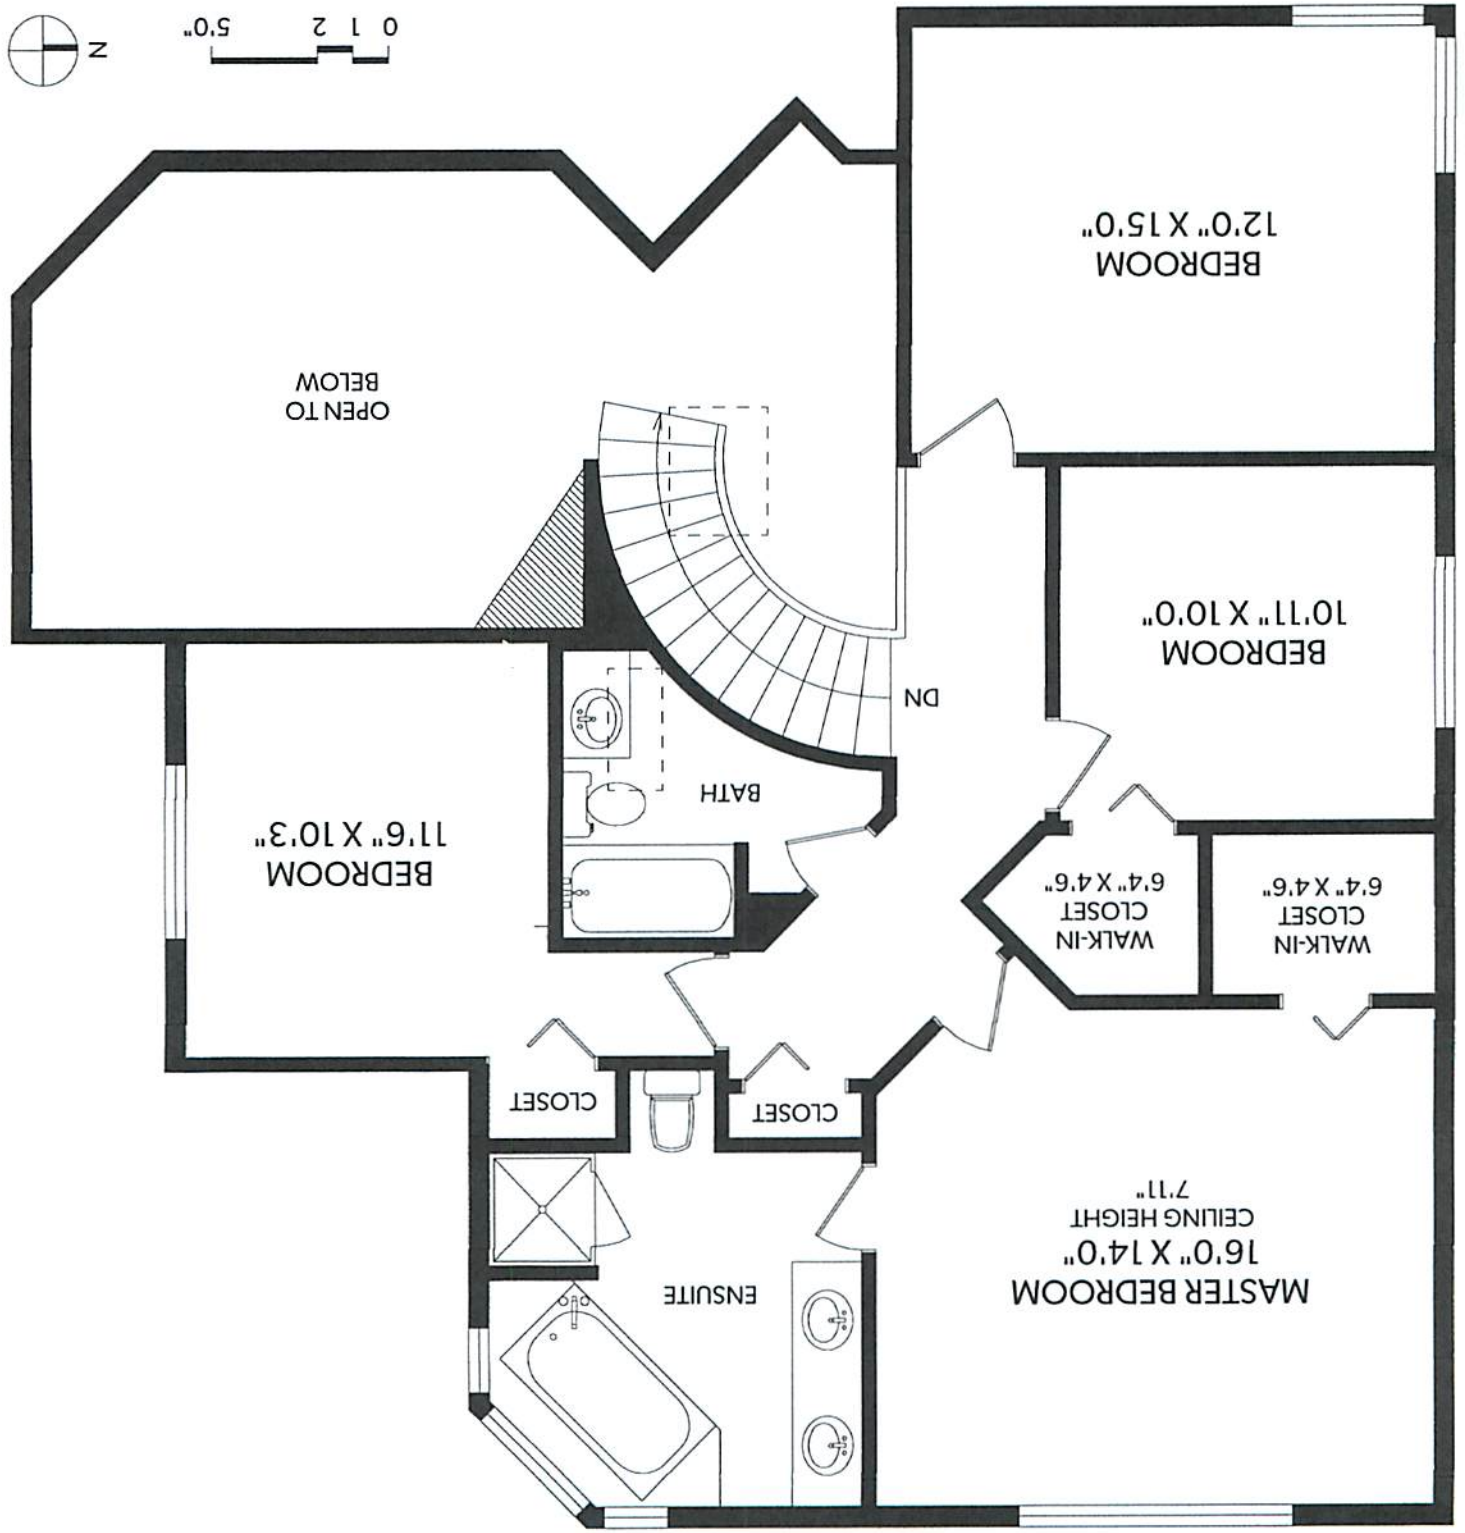 MASTER BEDROOM
16'0" X 14'0"
CEILING HEIGHT
7'11"
ENSUITE
CLOSET
CLOSET
WALK-IN
CLOSET
6'4" X 4'6"
WALK-IN
CLOSET
6'4" X 4'6"
BEDROOM
11'6" X 10'3"
BATH
DN
BEDROOM
10'11" X 10'0"
OPEN TO
BELOW
BEDROOM
12'0" X 15'0"
0 1 2 5'0"
N